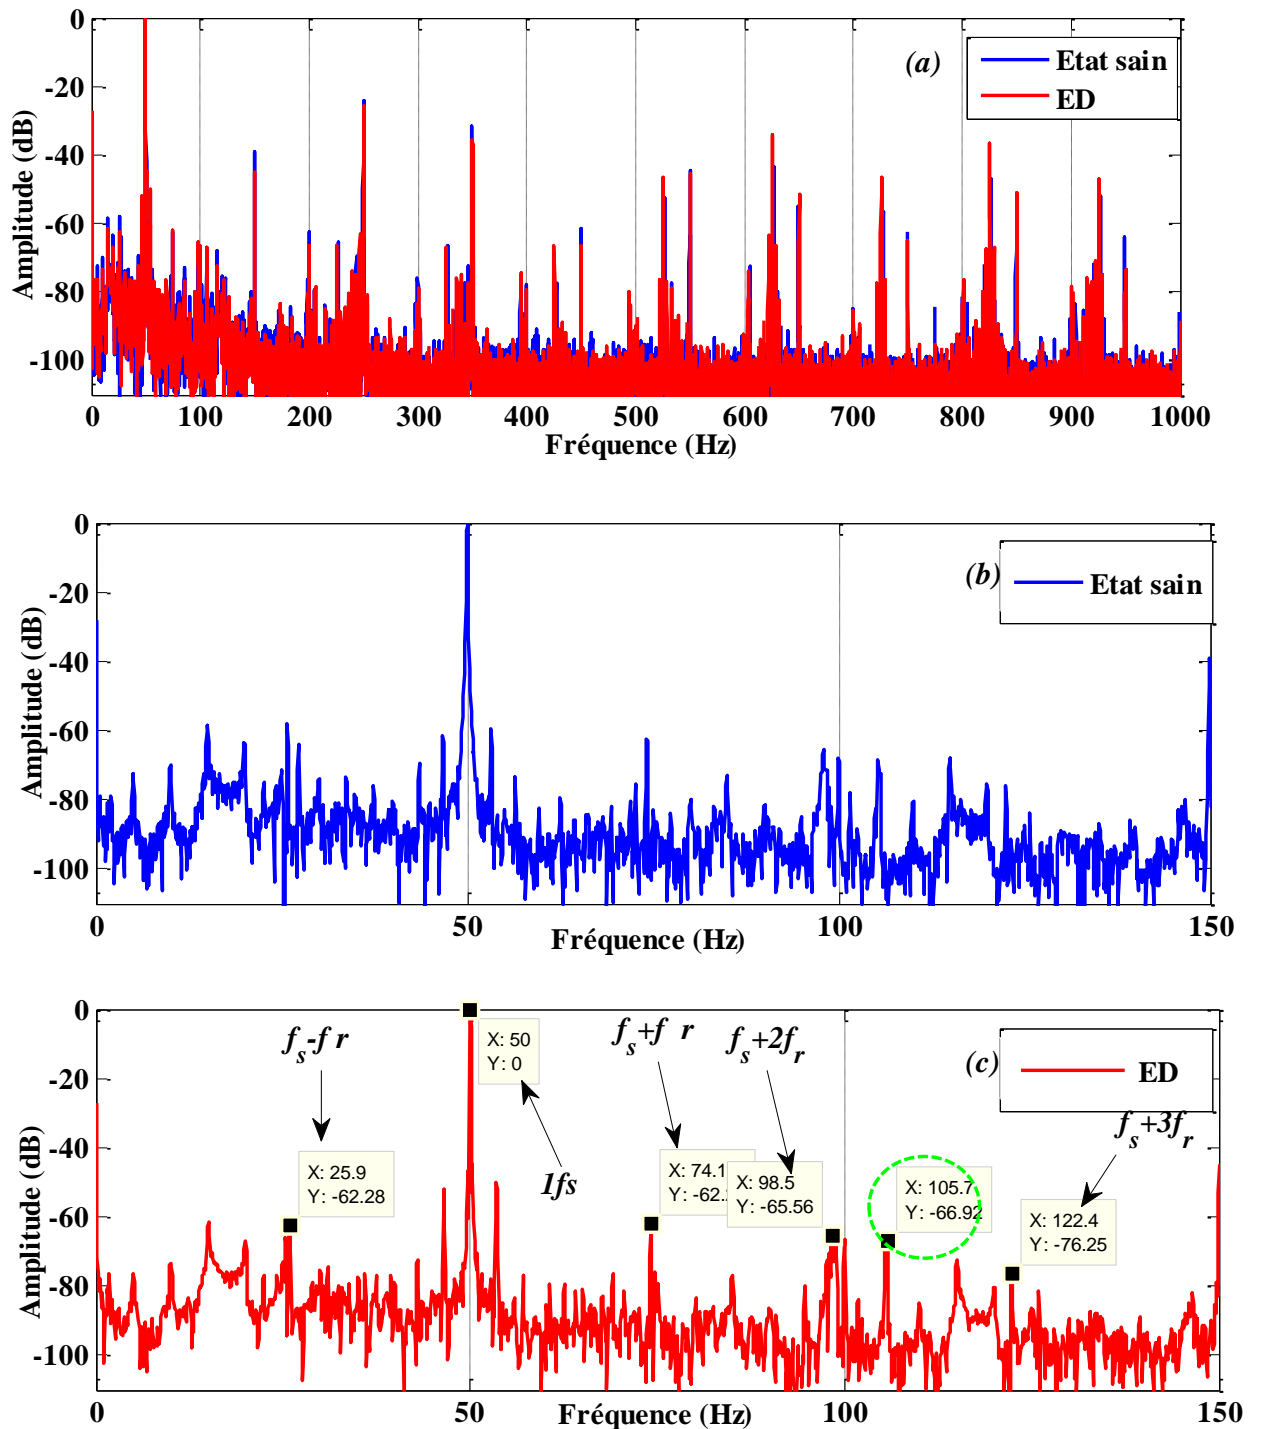 (a)
Etat sain
ED
Amplitude (dB)
0
-20
-40
-60
-80
-100
0 100 200 300 400 500 600 700 800 900 1000
Fréquence (Hz)
(b)
Etat sain
Amplitude (dB)
0
-20
-40
-60
-80
-100
0 50 100 150
Fréquence (Hz)
(c)
ED
Amplitude (dB)
0
-20
-40
-60
-80
-100
fs-f r
X: 25.9
Y: -62.28
X: 50
Y: 0
1fs
fs+f r
X: 74.1
Y: -62.
fs+2fr
X: 98.5
Y: -65.56
X: 105.7
Y: -66.92
fs+3fr
X: 122.4
Y: -76.25
0 50 100 150
Fréquence (Hz)